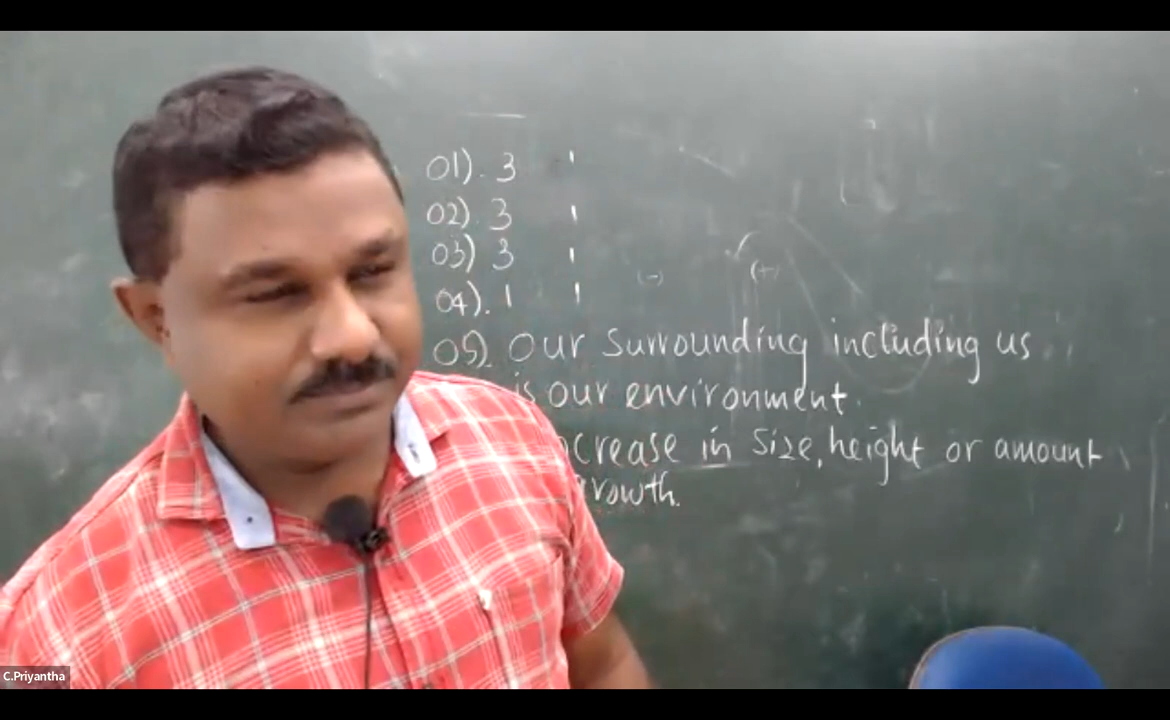 01). 3 '
02). 3 '
03) 3 '
04). 1 '
(-) (+)
05). Our surrounding including us
is our environment.
crease in size, height or amount
growth.
C.Priyantha